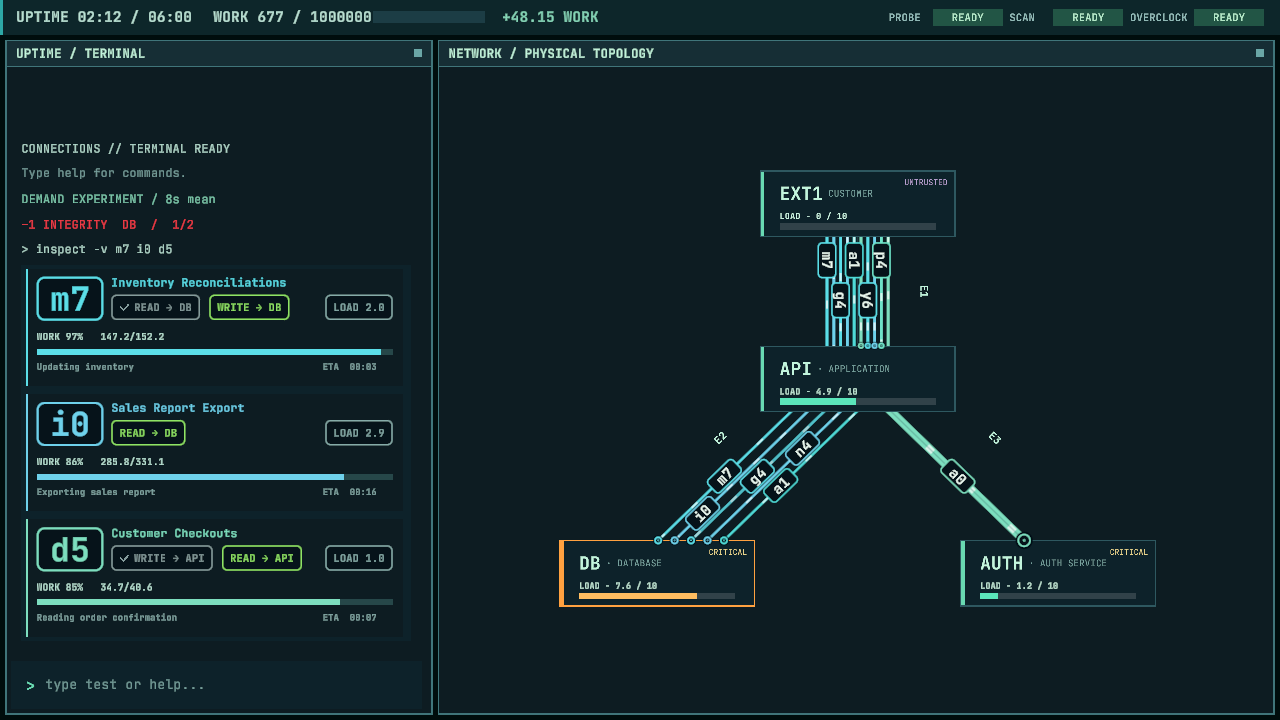 UPTIME 02:12 / 06:00 WORK 677 / 1000000 +48.15 WORK PROBE READY SCAN READY OVERCLOCK READY
UPTIME / TERMINAL
CONNECTIONS // TERMINAL READY
Type help for commands.
DEMAND EXPERIMENT / 8s mean
−1 INTEGRITY DB / 1/2
> inspect -v m7 i0 d5
m7 Inventory Reconciliations
✓ READ → DB WRITE → DB LOAD 2.0
WORK 97% 147.2/152.2
Updating inventory ETA 00:03
i0 Sales Report Export
READ → DB LOAD 2.9
WORK 86% 285.8/331.1
Exporting sales report ETA 00:16
d5 Customer Checkouts
✓ WRITE → API READ → API LOAD 1.0
WORK 85% 34.7/40.6
Reading order confirmation ETA 00:07
> type test or help...
NETWORK / PHYSICAL TOPOLOGY
UNTRUSTED
EXT1 CUSTOMER
LOAD - 0 / 10
m7 a1 p4
g4 y6
E1
API · APPLICATION
LOAD - 4.9 / 10
E2 E3
n4
m7 g4 a1 a0
i0
CRITICAL
DB · DATABASE
LOAD - 7.6 / 10
CRITICAL
AUTH · AUTH SERVICE
LOAD - 1.2 / 10